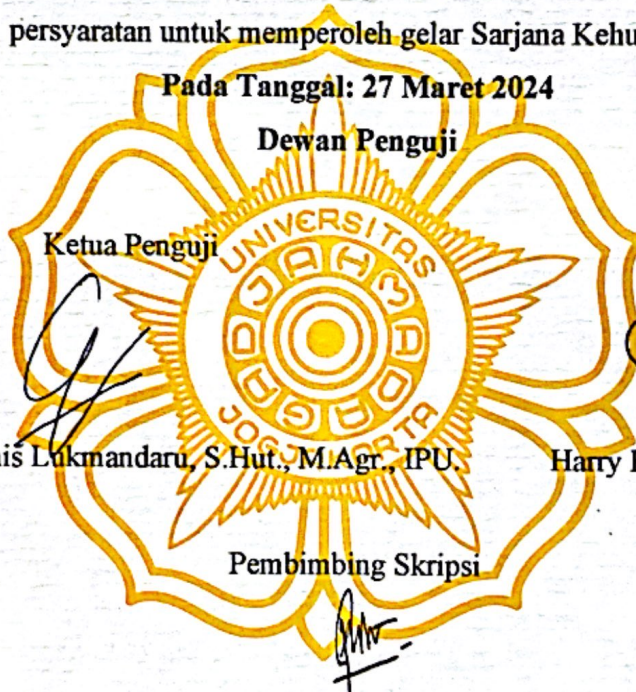 persyaratan untuk memperoleh gelar Sarjana Kehu
Pada Tanggal: 27 Maret 2024
Dewan Penguji
Ketua Penguji
UNIVERSITAS
GADJAH MADA
JOGJAKARTA
nis Lukmandaru, S.Hut., M.Agr., IPU.
Harry
Pembimbing Skripsi